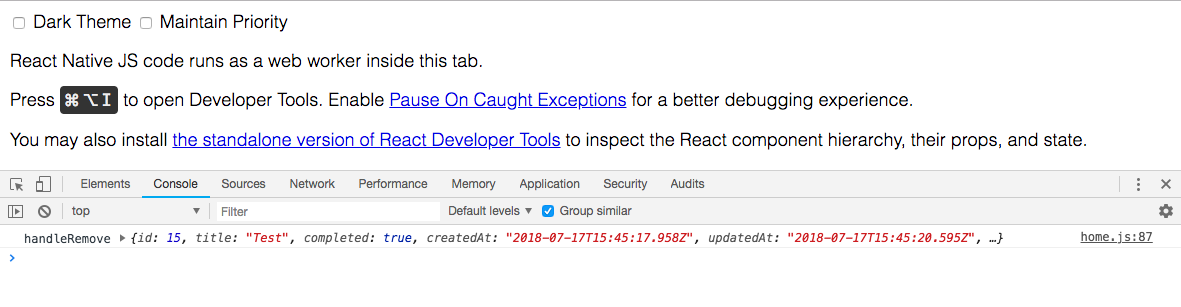 Dark Theme Maintain Priority
React Native JS code runs as a web worker inside this tab.
Press ⌘⌥I to open Developer Tools. Enable Pause On Caught Exceptions for a better debugging experience.
You may also install the standalone version of React Developer Tools to inspect the React component hierarchy, their props, and state.
Elements Console Sources Network Performance Memory Application Security Audits
top Filter Default levels Group similar
handleRemove {id: 15, title: "Test", completed: true, createdAt: "2018-07-17T15:45:17.958Z", updatedAt: "2018-07-17T15:45:20.595Z", …} home.js:87